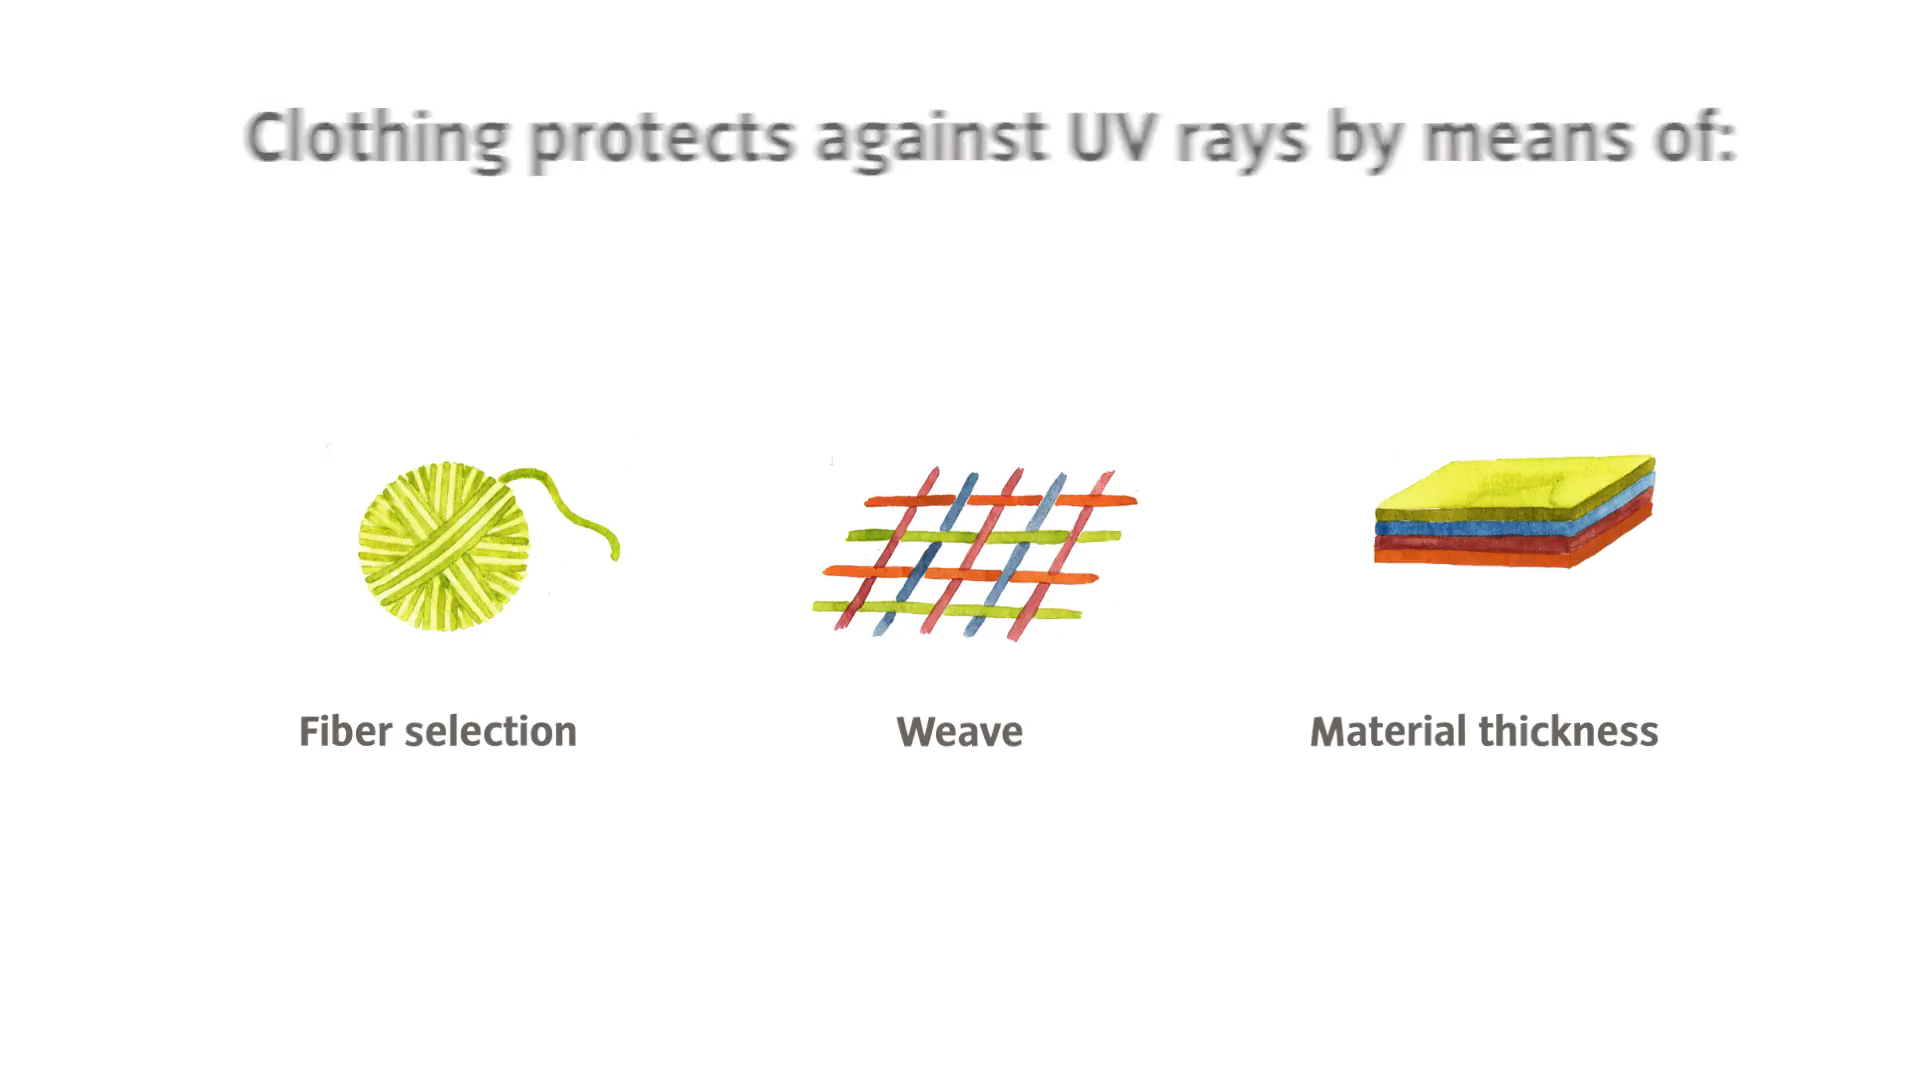 Clothing protects against UV rays by means of:
Fiber selection
Weave
Material thickness